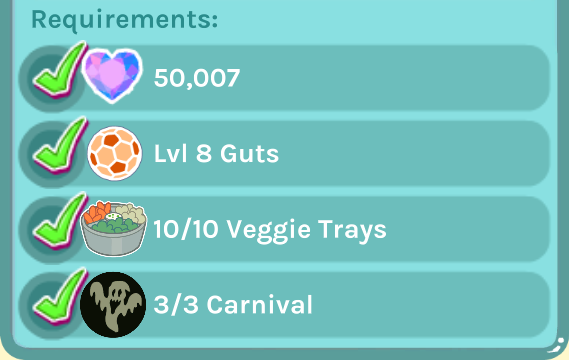 Requirements:
50,007
Lvl 8 Guts
10/10 Veggie Trays
3/3 Carnival